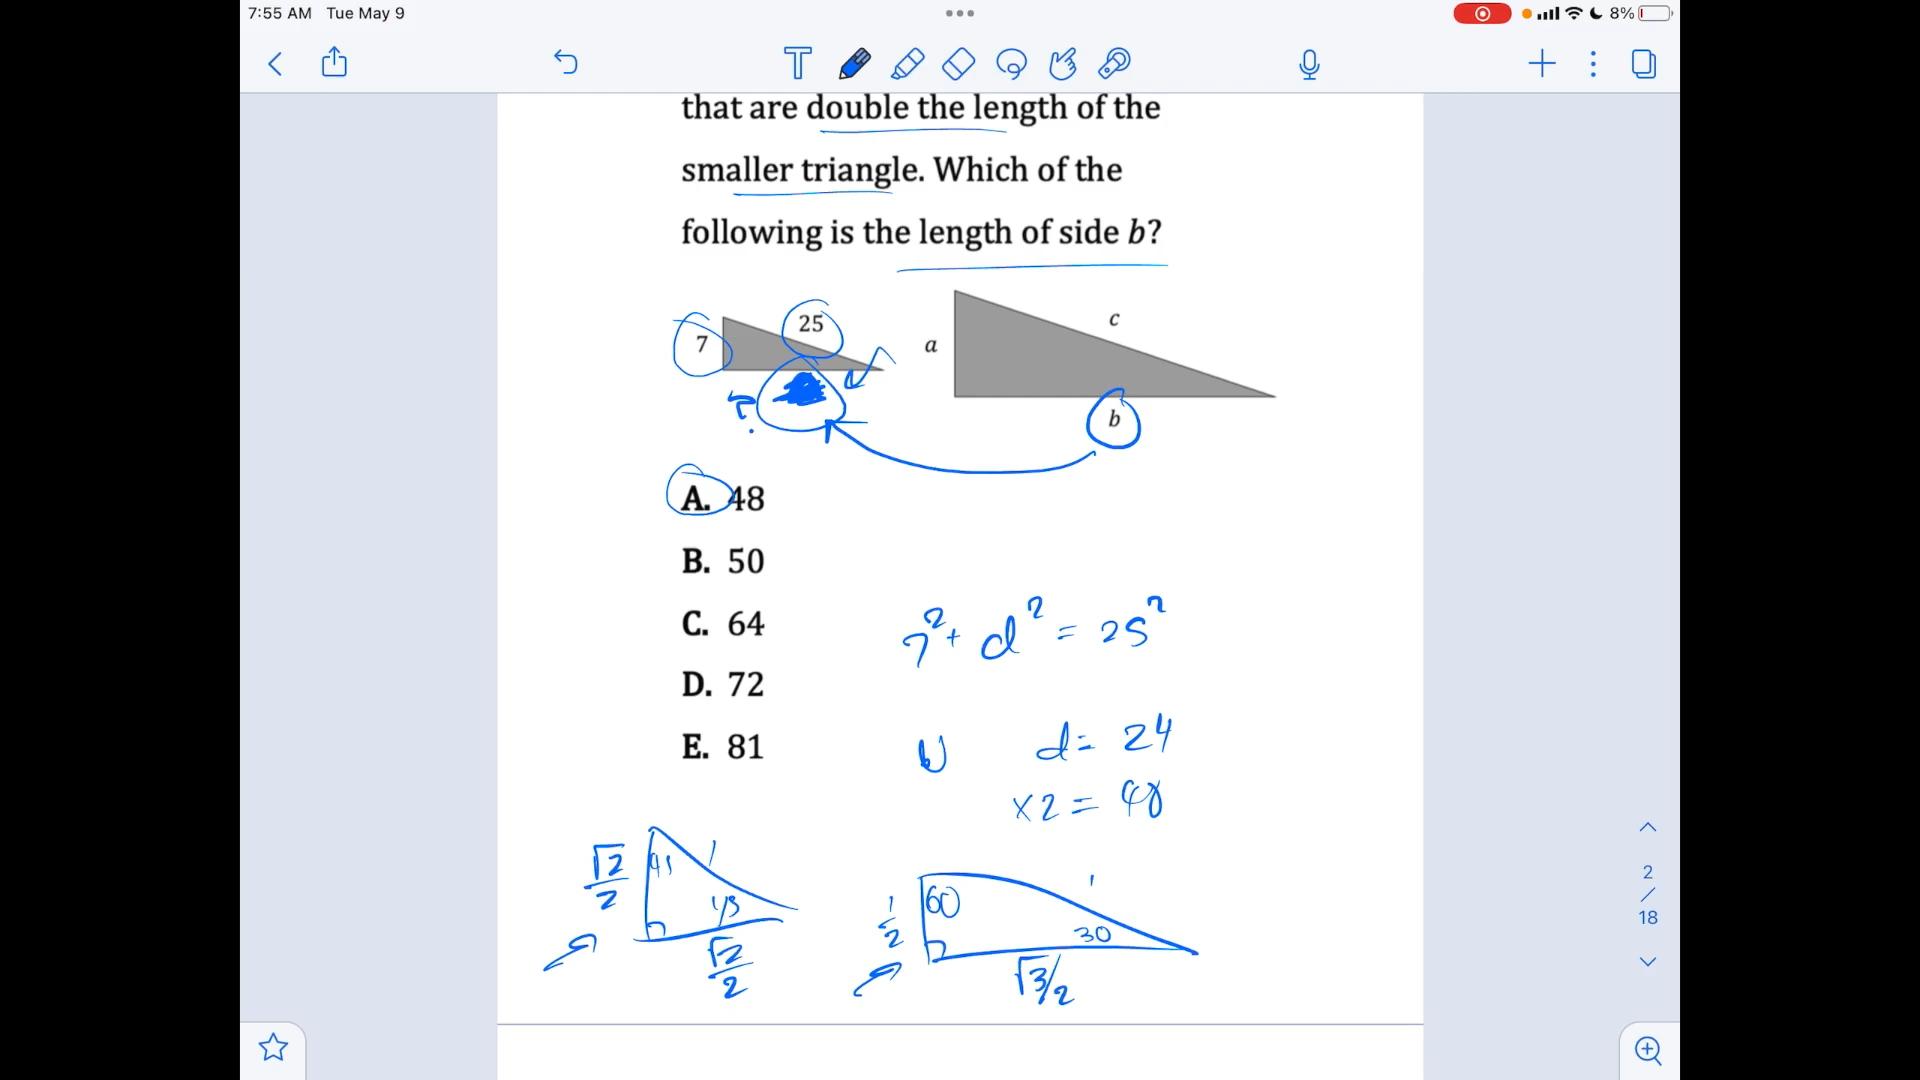 7:55 AM Tue May 9
8%
that are double the length of the
smaller triangle. Which of the
following is the length of side b?
7
25
?
a
c
b
A. 48
B. 50
C. 64
D. 72
E. 81
7² + d² = 25²
d = 24
x2 = 48
√2/2
45
1
45
√2/2
1/2
60
1
30
√3/2
2
/
18